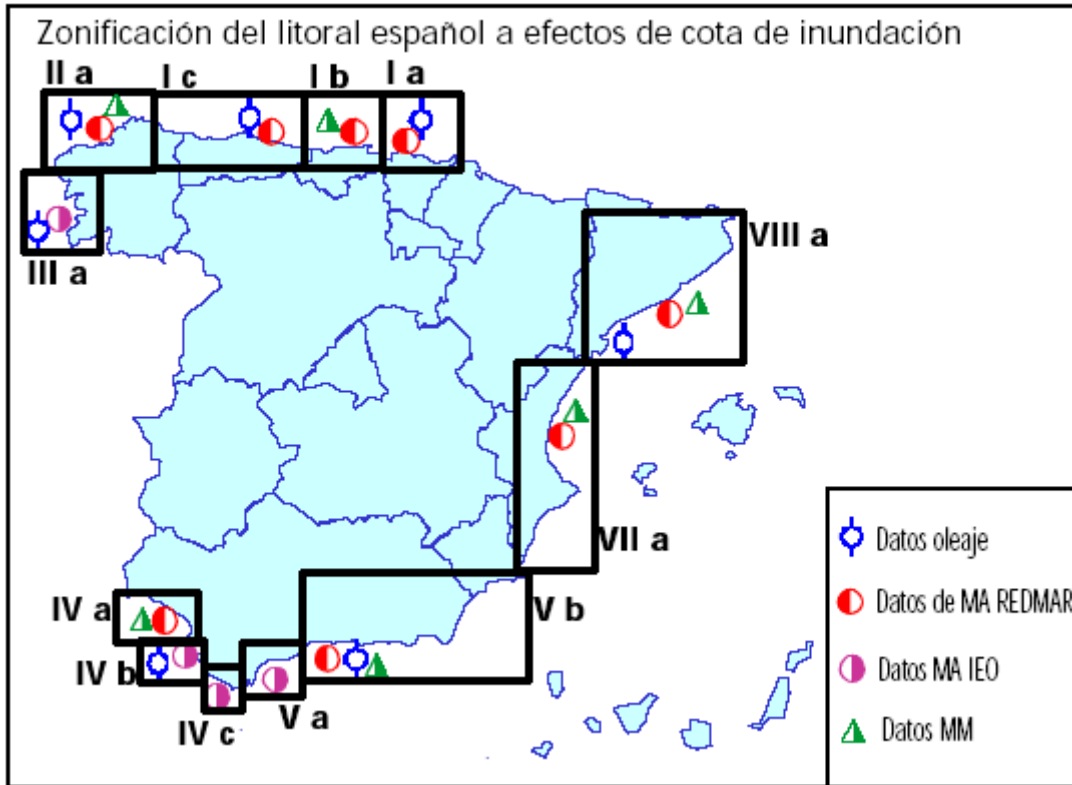 Zonificación del litoral español a efectos de cota de inundación
II a
I c
I b
I a
III a
VIII a
VII a
IV a
V b
IV b
IV c
V a
Datos oleaje
Datos de MA REDMAR
Datos MA IEO
Datos MM